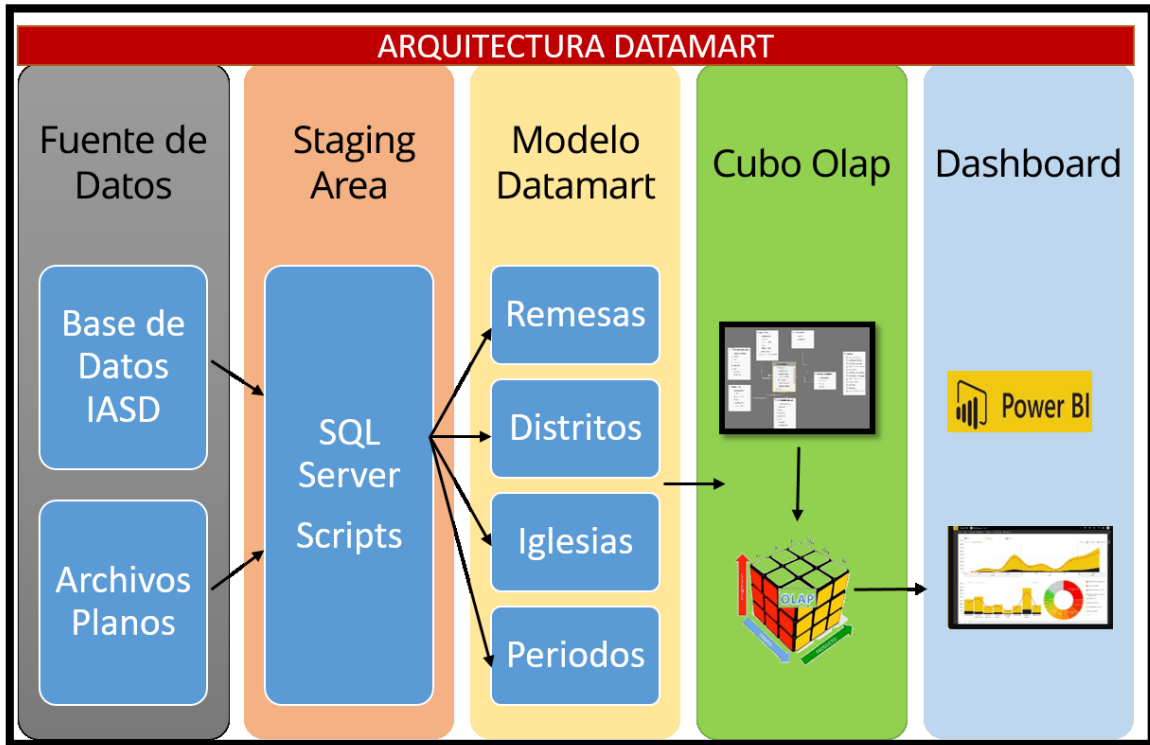 ARQUITECTURA DATAMART
Fuente de
Datos
Base de
Datos
IASD
Archivos
Planos
Staging
Area
SQL
Server
Scripts
Modelo
Datamart
Remesas
Distritos
Iglesias
Periodos
Cubo Olap
OLAP
Dashboard
Power BI